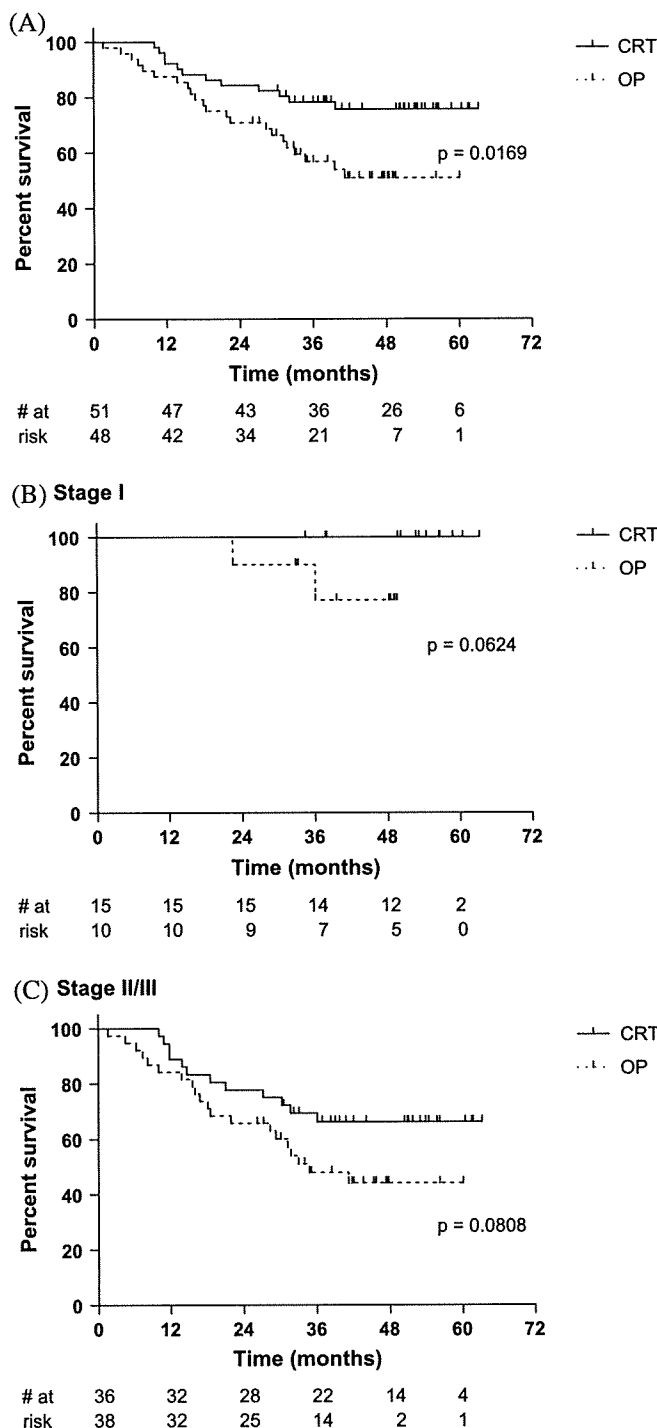 (A)
100
80
60
40
20
0
Percent survival
CRT
OP
p = 0.0169
0 12 24 36 48 60 72
Time (months)
# at 51 47 43 36 26 6
risk 48 42 34 21 7 1
(B) Stage I
100
80
60
40
20
0
Percent survival
CRT
OP
p = 0.0624
0 12 24 36 48 60 72
Time (months)
# at 15 15 15 14 12 2
risk 10 10 9 7 5 0
(C) Stage II/III
100
80
60
40
20
0
Percent survival
CRT
OP
p = 0.0808
0 12 24 36 48 60 72
Time (months)
# at 36 32 28 22 14 4
risk 38 32 25 14 2 1